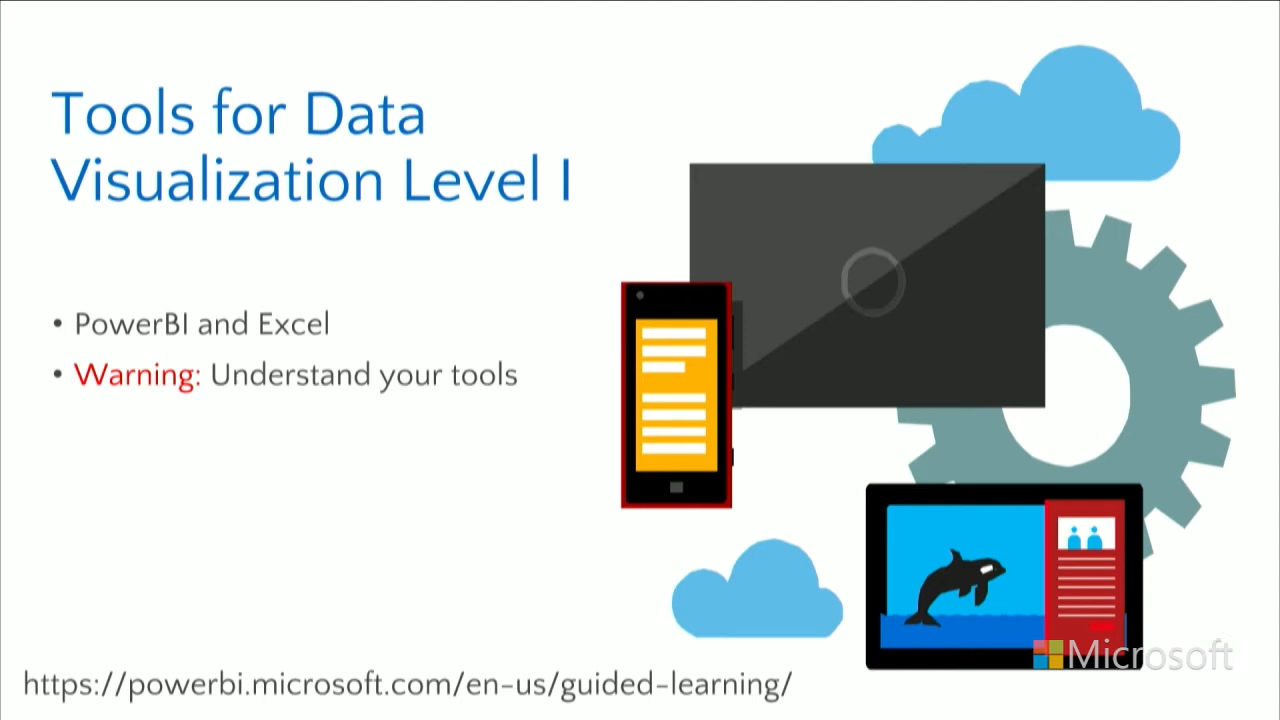 Tools for Data
Visualization Level I
• PowerBI and Excel
• Warning: Understand your tools
https://powerbi.microsoft.com/en-us/guided-learning/
Microsoft